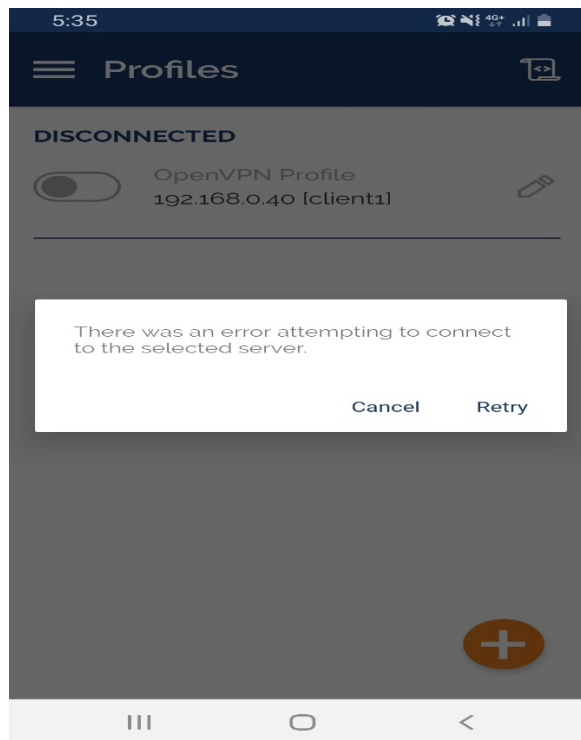 5:35
4G+
Profiles
DISCONNECTED
OpenVPN Profile
192.168.0.40 [client1]
There was an error attempting to connect
to the selected server.
Cancel Retry